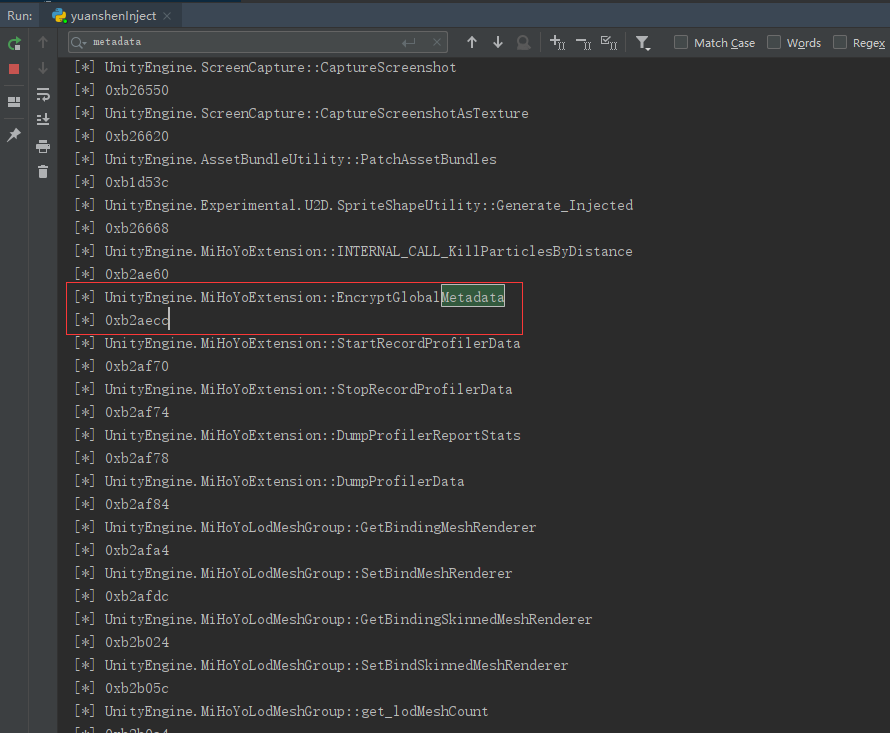 Run: yuanshenInject
metadata
Match Case Words Regex
[*] UnityEngine.ScreenCapture::CaptureScreenshot
[*] 0xb26550
[*] UnityEngine.ScreenCapture::CaptureScreenshotAsTexture
[*] 0xb26620
[*] UnityEngine.AssetBundleUtility::PatchAssetBundles
[*] 0xb1d53c
[*] UnityEngine.Experimental.U2D.SpriteShapeUtility::Generate_Injected
[*] 0xb26668
[*] UnityEngine.MiHoYoExtension::INTERNAL_CALL_KillParticlesByDistance
[*] 0xb2ae60
[*] UnityEngine.MiHoYoExtension::EncryptGlobalMetadata
[*] 0xb2aecc
[*] UnityEngine.MiHoYoExtension::StartRecordProfilerData
[*] 0xb2af70
[*] UnityEngine.MiHoYoExtension::StopRecordProfilerData
[*] 0xb2af74
[*] UnityEngine.MiHoYoExtension::DumpProfilerReportStats
[*] 0xb2af78
[*] UnityEngine.MiHoYoExtension::DumpProfilerData
[*] 0xb2af84
[*] UnityEngine.MiHoYoLodMeshGroup::GetBindingMeshRenderer
[*] 0xb2afa4
[*] UnityEngine.MiHoYoLodMeshGroup::SetBindMeshRenderer
[*] 0xb2afdc
[*] UnityEngine.MiHoYoLodMeshGroup::GetBindingSkinnedMeshRenderer
[*] 0xb2b024
[*] UnityEngine.MiHoYoLodMeshGroup::SetBindSkinnedMeshRenderer
[*] 0xb2b05c
[*] UnityEngine.MiHoYoLodMeshGroup::get_lodMeshCount